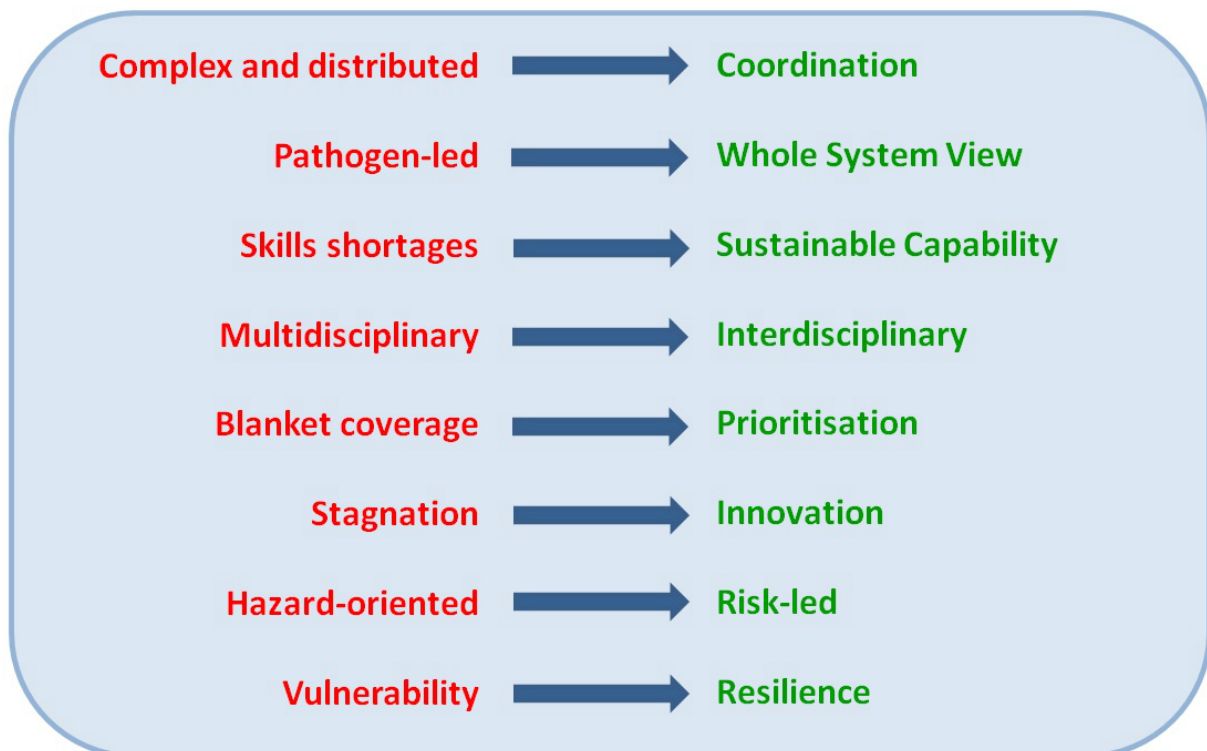 Complex and distributed Coordination
Pathogen-led Whole System View
Skills shortages Sustainable Capability
Multidisciplinary Interdisciplinary
Blanket coverage Prioritisation
Stagnation Innovation
Hazard-oriented Risk-led
Vulnerability Resilience